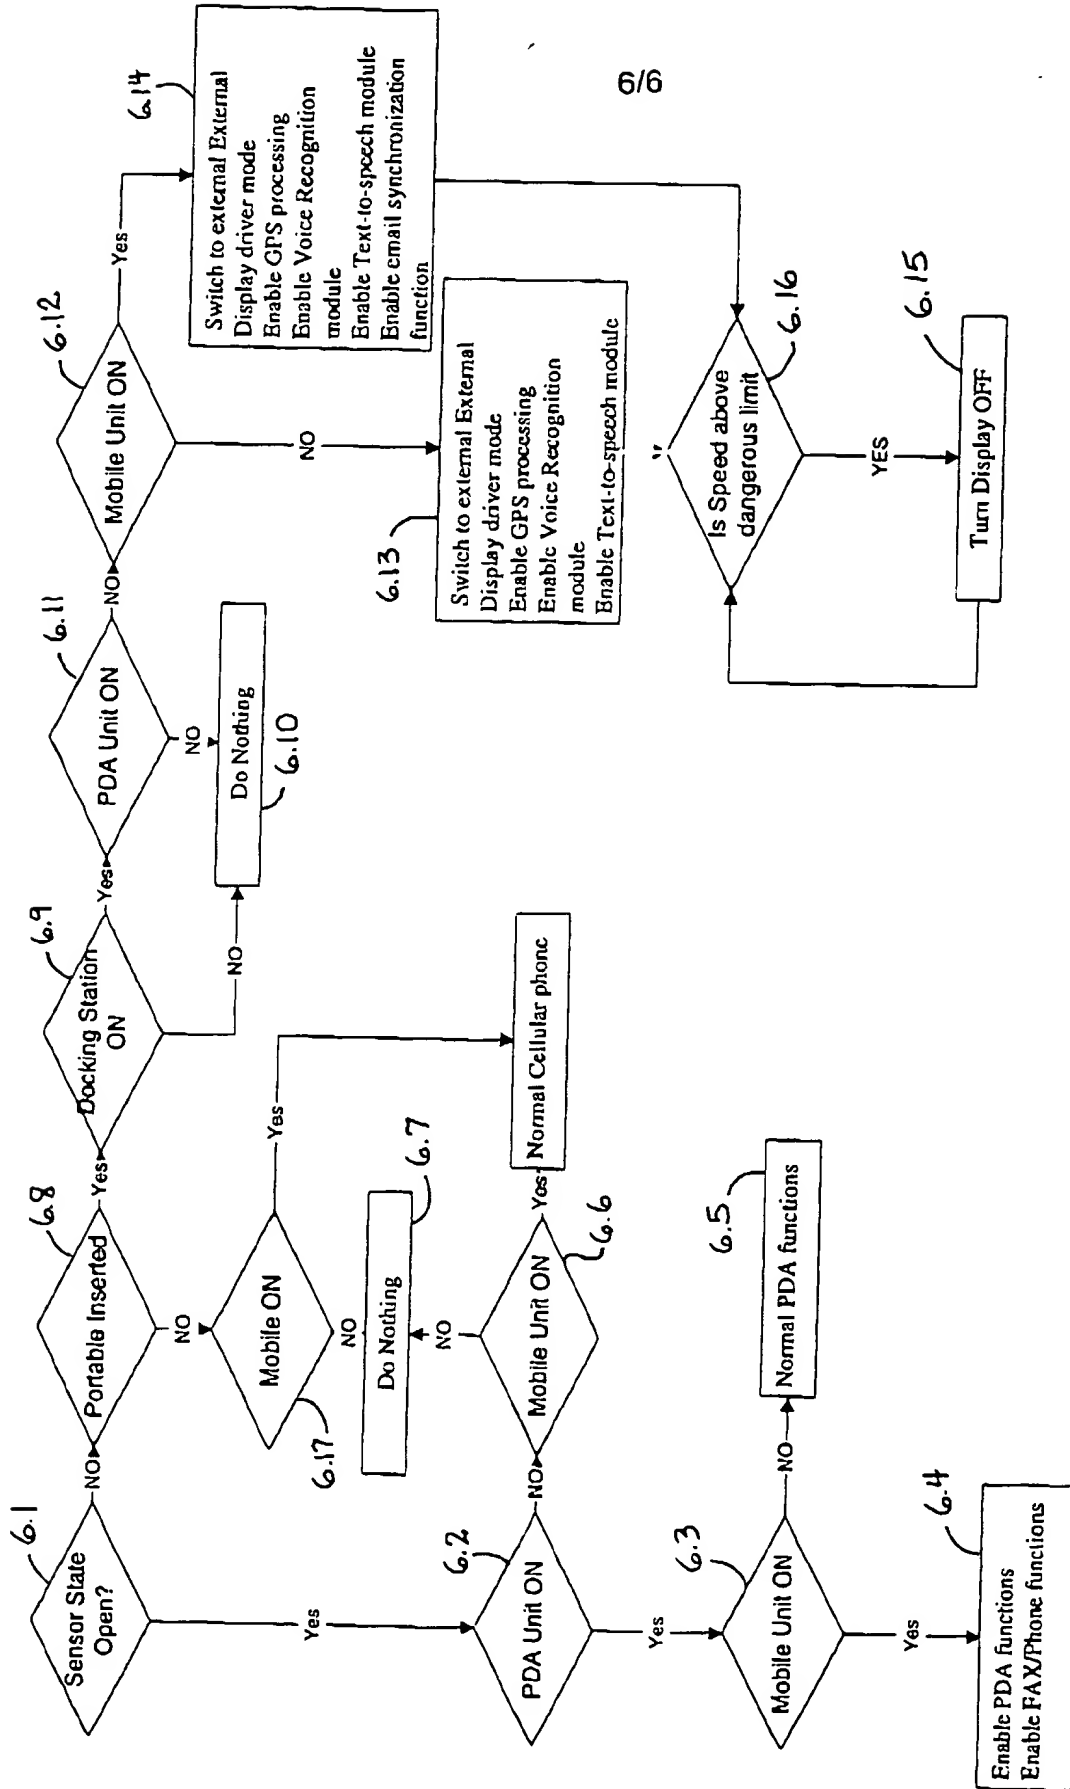 6/6
6.1
Sensor State
Open?
NO
6.8
Portable Inserted
Yes
6.9
Docking Station
ON
Yes
6.11
PDA Unit ON
NO
6.12
Mobile Unit ON
Yes
6.14
Switch to external External
Display driver mode
Enable GPS processing
Enable Voice Recognition
module
Enable Text-to-speech module
Enable email synchronization
function
NO
6.13
Switch to external External
Display driver mode
Enable GPS processing
Enable Voice Recognition
module
Enable Text-to-speech module
NO
NO
Do Nothing
6.10
NO
Mobile ON
6.17
Yes
NO
Do Nothing
6.7
NO
Yes
6.2
PDA Unit ON
NO
Mobile Unit ON
6.6
Yes
Normal Cellular phone
Yes
6.3
Mobile Unit ON
NO
Normal PDA functions
6.5
Yes
6.4
Enable PDA functions
Enable FAX/Phone functions
Is Speed above
dangerous limit
6.16
YES
6.15
Turn Display OFF